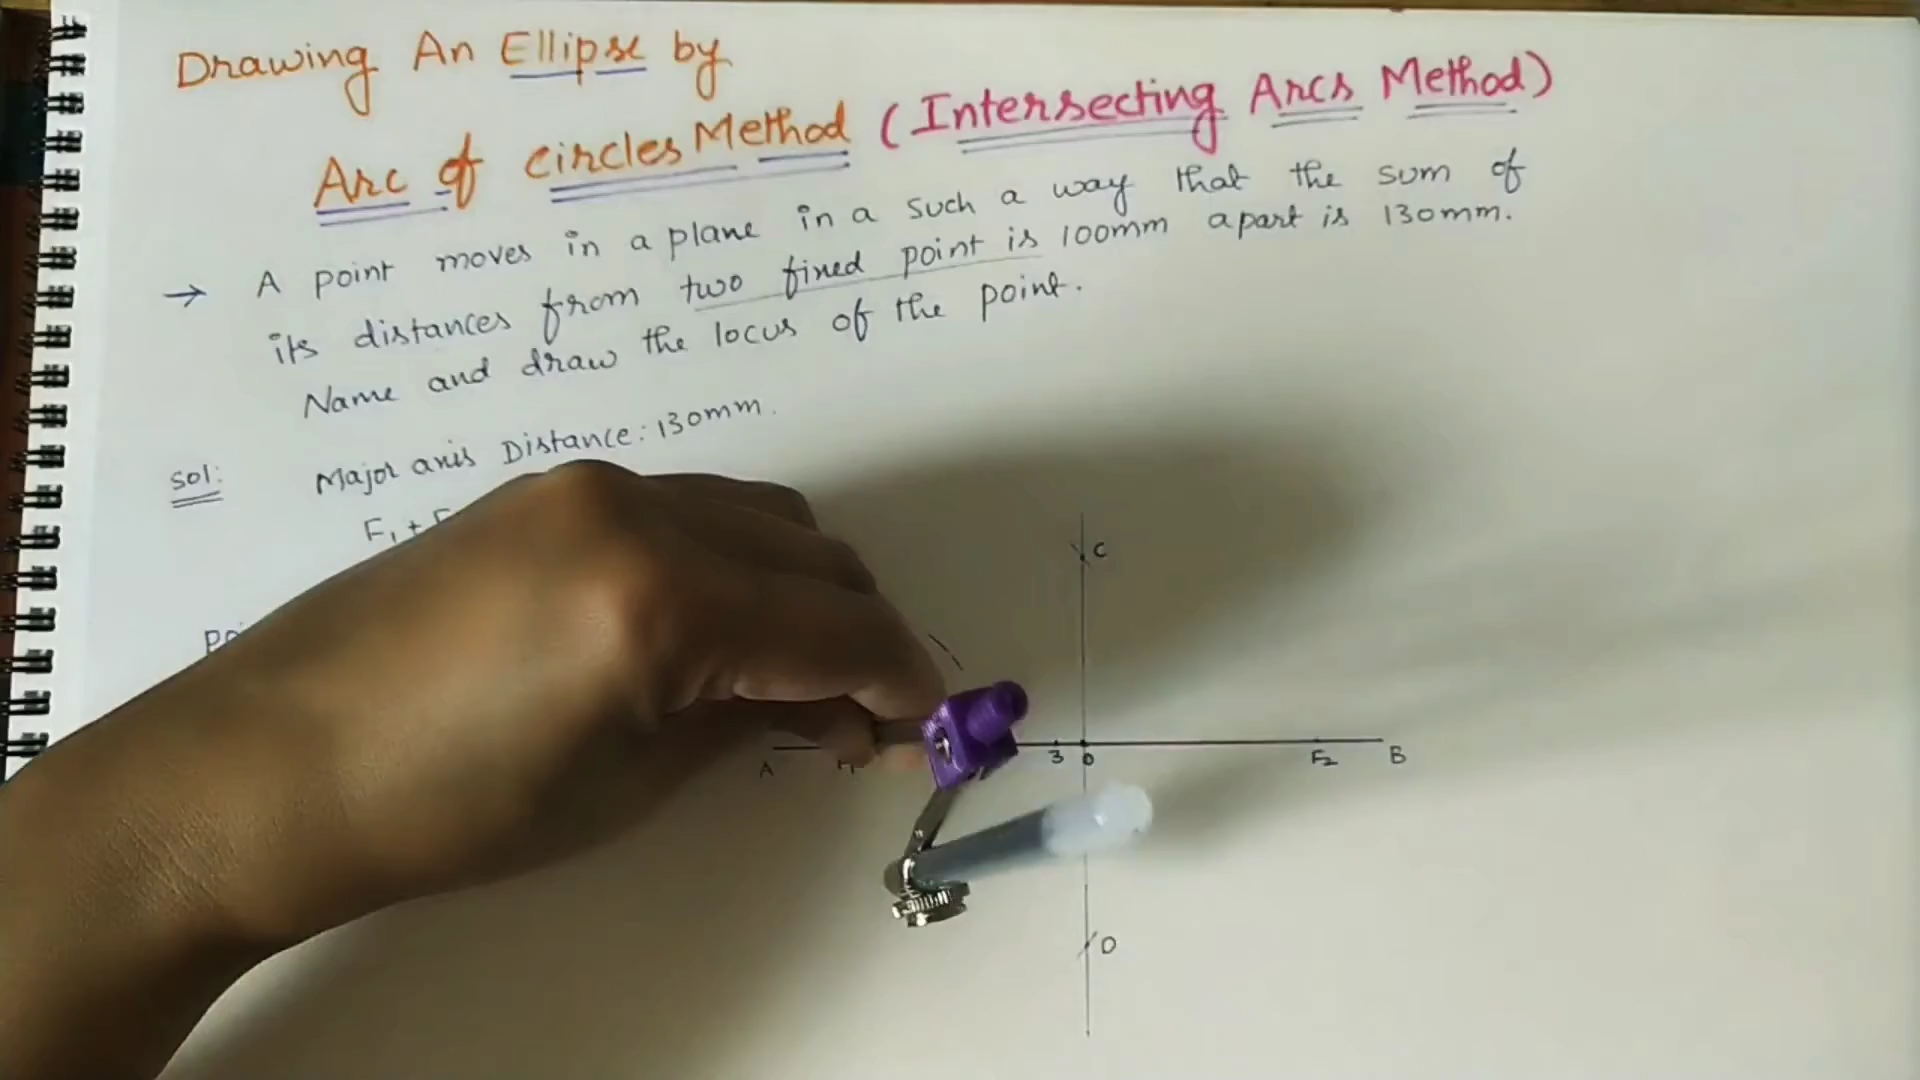 Drawing An Ellipse by
Arc of circles Method (Intersecting Arcs Method)
→ A point moves in a plane in a such a way that the sum of
its distances from two fixed point is 100mm apart is 130mm.
Name and draw the locus of the point.
Sol: Major axis Distance: 130mm.
F₁ +
C
A
3 O
F₂ B
D